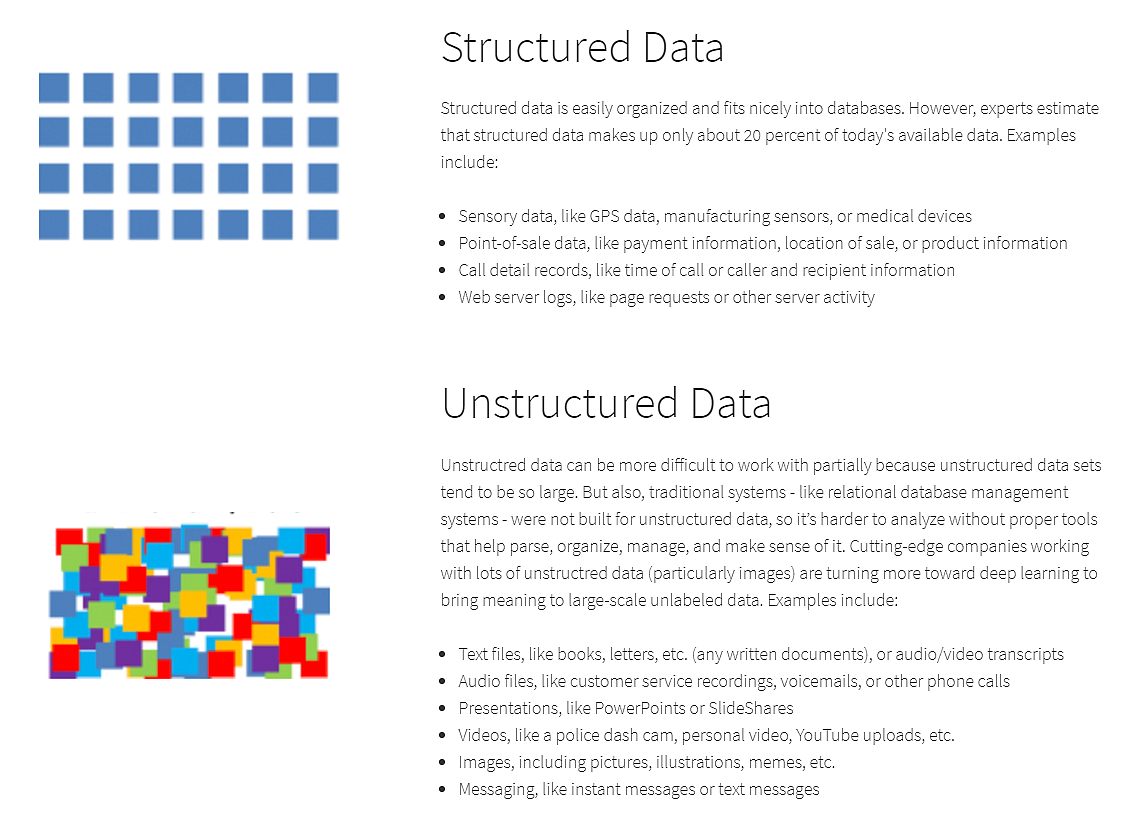 Structured Data
Structured data is easily organized and fits nicely into databases. However, experts estimate
that structured data makes up only about 20 percent of today's available data. Examples
include:
• Sensory data, like GPS data, manufacturing sensors, or medical devices
• Point-of-sale data, like payment information, location of sale, or product information
• Call detail records, like time of call or caller and recipient information
• Web server logs, like page requests or other server activity
Unstructured Data
Unstructred data can be more difficult to work with partially because unstructured data sets
tend to be so large. But also, traditional systems - like relational database management
systems - were not built for unstructured data, so it’s harder to analyze without proper tools
that help parse, organize, manage, and make sense of it. Cutting-edge companies working
with lots of unstructred data (particularly images) are turning more toward deep learning to
bring meaning to large-scale unlabeled data. Examples include:
• Text files, like books, letters, etc. (any written documents), or audio/video transcripts
• Audio files, like customer service recordings, voicemails, or other phone calls
• Presentations, like PowerPoints or SlideShares
• Videos, like a police dash cam, personal video, YouTube uploads, etc.
• Images, including pictures, illustrations, memes, etc.
• Messaging, like instant messages or text messages